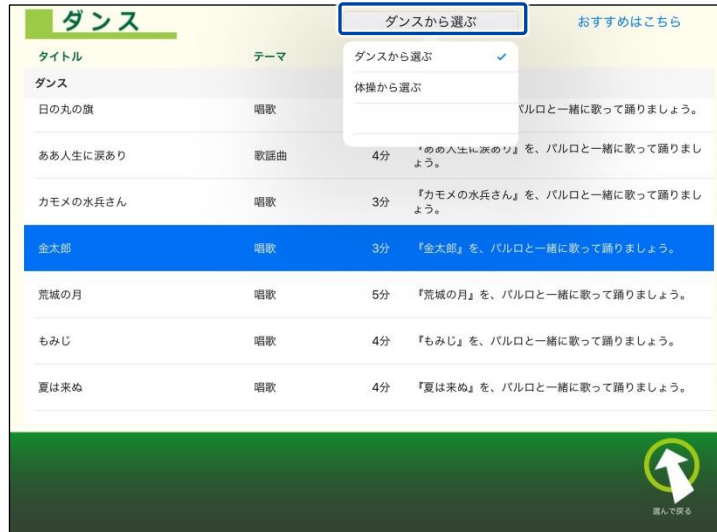 ダンス
ダンスから選ぶ
おすすめはこちら
タイトル
テーマ
ダンスから選ぶ
体操から選ぶ
ダンス
日の丸の旗 唱歌 パルロと一緒に歌って踊りましょう。
ああ人生に涙あり 歌謡曲 4分 『ああ人生に涙あり』を、パルロと一緒に歌って踊りまし
ょう。
カモメの水兵さん 唱歌 3分 『カモメの水兵さん』を、パルロと一緒に歌って踊りまし
ょう。
金太郎 唱歌 3分 『金太郎』を、パルロと一緒に歌って踊りましょう。
荒城の月 唱歌 5分 『荒城の月』を、パルロと一緒に歌って踊りましょう。
もみじ 唱歌 4分 『もみじ』を、パルロと一緒に歌って踊りましょう。
夏は来ぬ 唱歌 4分 『夏は来ぬ』を、パルロと一緒に歌って踊りましょう。
選んで戻る